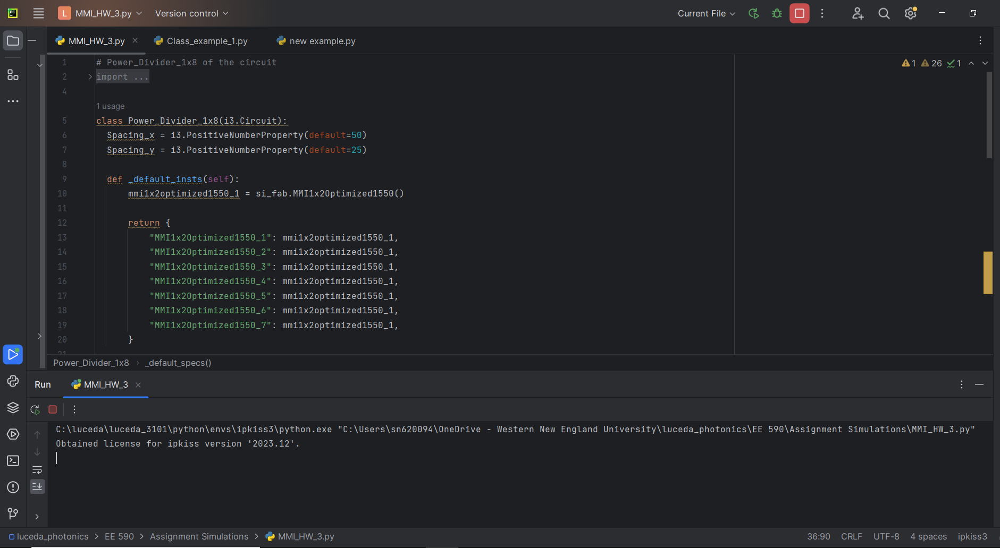 PC
L MMI_HW_3.py Version control Current File
MMI_HW_3.py Class_example_1.py new example.py
1 # Power_Divider_1x8 of the circuit 1 26 1
2 import ...
4
1 usage
5 class Power_Divider_1x8(i3.Circuit):
6 Spacing_x = i3.PositiveNumberProperty(default=50)
7 Spacing_y = i3.PositiveNumberProperty(default=25)
8
9 def _default_insts(self):
10 mmi1x2optimized1550_1 = si_fab.MMI1x2Optimized1550()
11
12 return {
13 "MMI1x2Optimized1550_1": mmi1x2optimized1550_1,
14 "MMI1x2Optimized1550_2": mmi1x2optimized1550_1,
15 "MMI1x2Optimized1550_3": mmi1x2optimized1550_1,
16 "MMI1x2Optimized1550_4": mmi1x2optimized1550_1,
17 "MMI1x2Optimized1550_5": mmi1x2optimized1550_1,
18 "MMI1x2Optimized1550_6": mmi1x2optimized1550_1,
19 "MMI1x2Optimized1550_7": mmi1x2optimized1550_1,
20 }
21
Power_Divider_1x8 › _default_specs()
Run MMI_HW_3
C:\luceda\luceda_3101\python\envs\ipkiss3\python.exe "C:\Users\sn620094\OneDrive - Western New England University\luceda_photonics\EE 590\Assignment Simulations\MMI_HW_3.py"
Obtained license for ipkiss version '2023.12'.
luceda_photonics > EE 590 > Assignment Simulations > MMI_HW_3.py 36:90 CRLF UTF-8 4 spaces ipkiss3